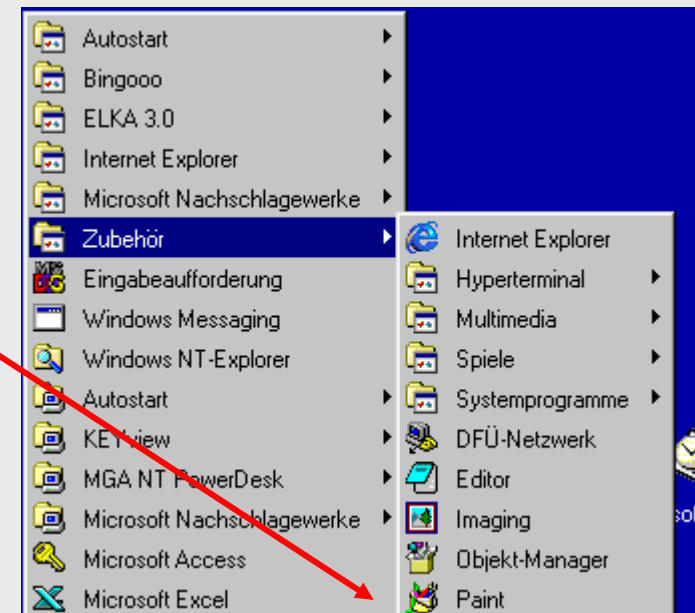 Autostart
Bingooo
ELKA 3.0
Internet Explorer
Microsoft Nachschlagewerke
Zubehör
Eingabeaufforderung
Windows Messaging
Windows NT-Explorer
Autostart
KEYview
MGA NT PowerDesk
Microsoft Nachschlagewerke
Microsoft Access
Microsoft Excel
Internet Explorer
Hyperterminal
Multimedia
Spiele
Systemprogramme
DFÜ-Netzwerk
Editor
Imaging
Objekt-Manager
Paint